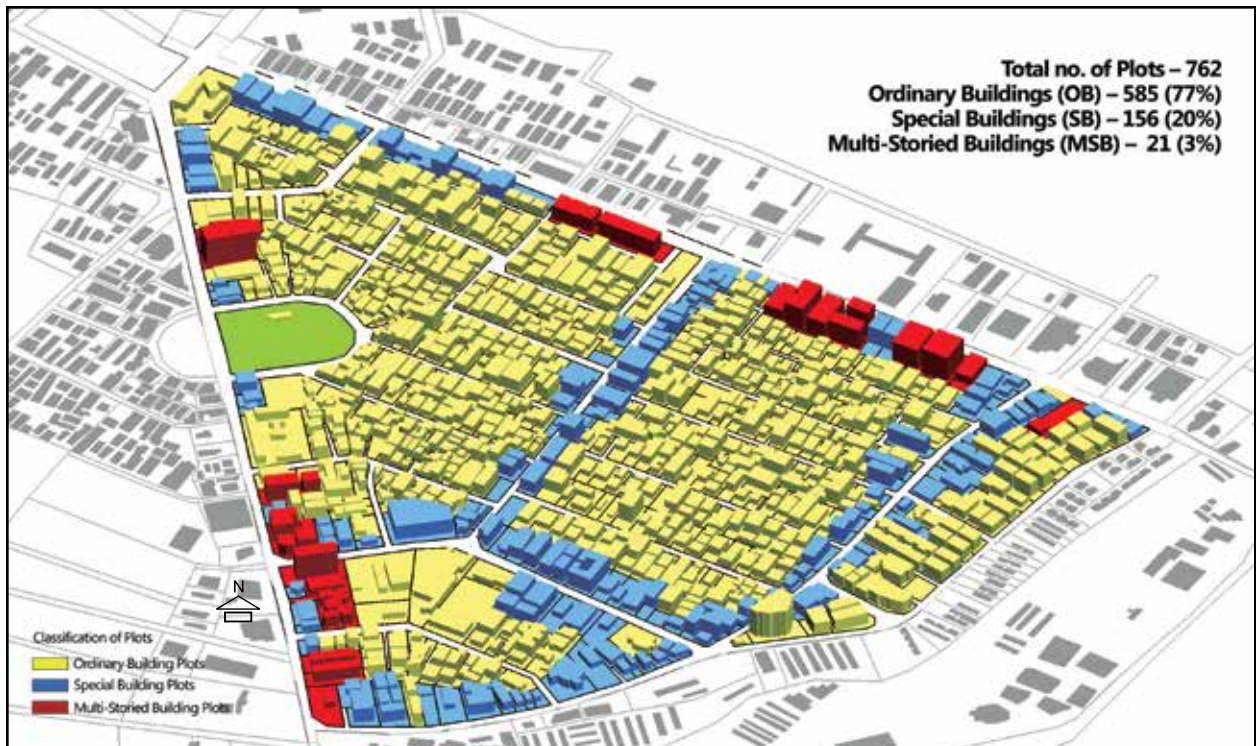 Total no. of Plots – 762
Ordinary Buildings (OB) – 585 (77%)
Special Buildings (SB) – 156 (20%)
Multi-Storied Buildings (MSB) – 21 (3%)
N
Classification of Plots
Ordinary Building Plots
Special Building Plots
Multi-Storied Building Plots